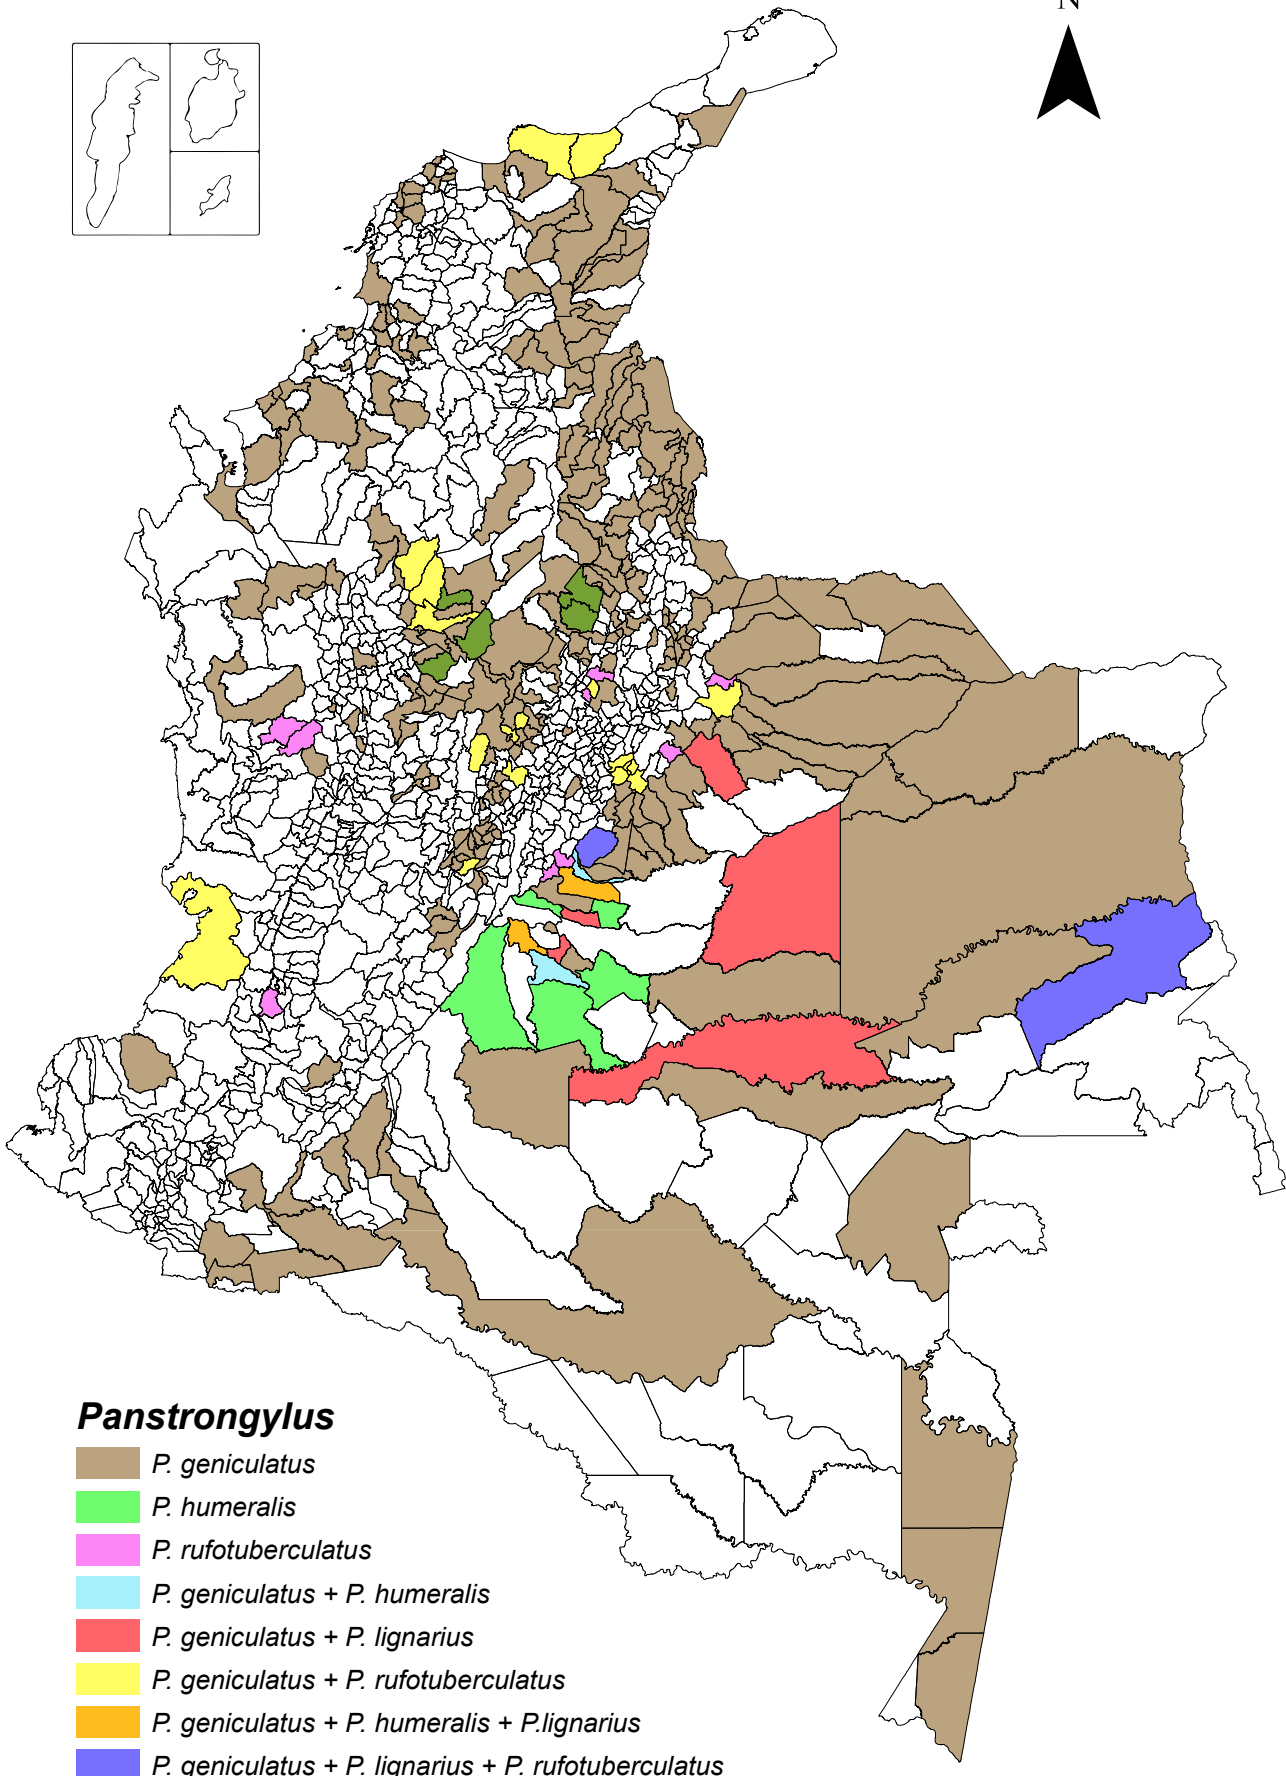 N
Panstrongylus
P. geniculatus
P. humeralis
P. rufotuberculatus
P. geniculatus + P. humeralis
P. geniculatus + P. lignarius
P. geniculatus + P. rufotuberculatus
P. geniculatus + P. humeralis + P.lignarius
P. geniculatus + P. lignarius + P. rufotuberculatus